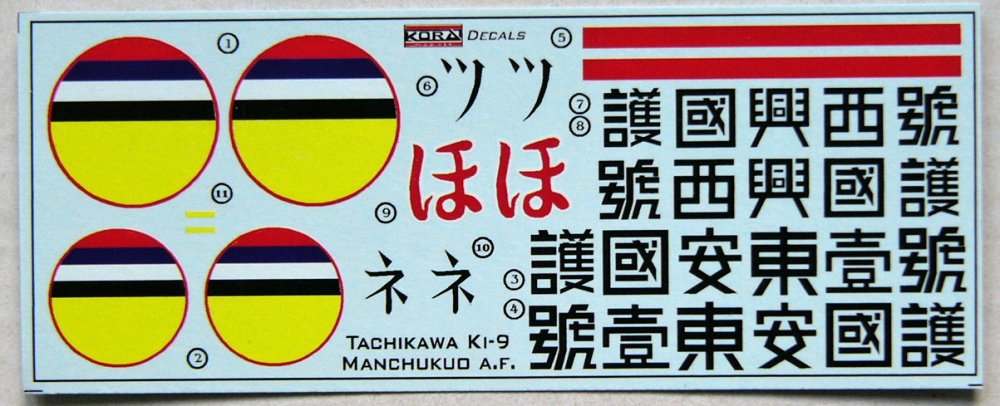 1
KORA DECALS
5
6
ツツ
7
8
護國興西號
11
ほほ
號西興國護
9
10
ネネ
3
護國安東壹號
4
號壹東安國護
2
TACHIKAWA KI-9
MANCHUKUO A.F.